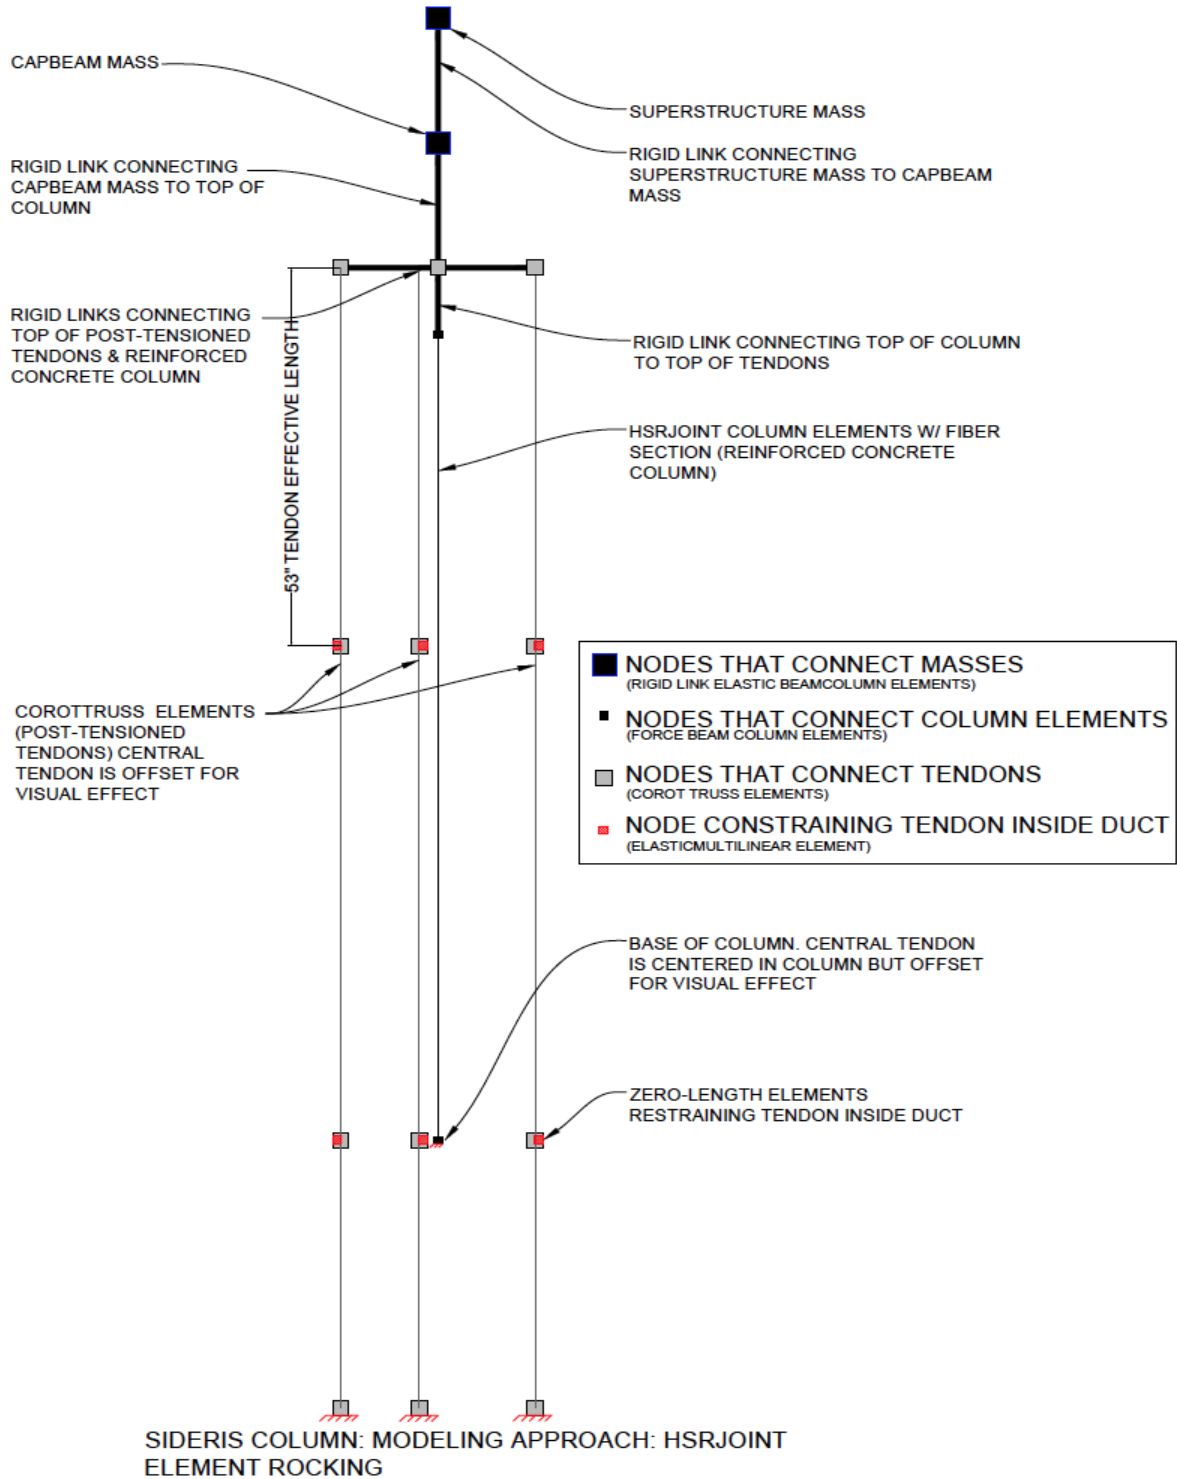 CAPBEAM MASS
SUPERSTRUCTURE MASS
RIGID LINK CONNECTING
CAPBEAM MASS TO TOP OF
COLUMN
RIGID LINK CONNECTING
SUPERSTRUCTURE MASS TO CAPBEAM
MASS
RIGID LINKS CONNECTING
TOP OF POST-TENSIONED
TENDONS & REINFORCED
CONCRETE COLUMN
53" TENDON EFFECTIVE LENGTH
RIGID LINK CONNECTING TOP OF COLUMN
TO TOP OF TENDONS
HSRJOINT COLUMN ELEMENTS W/ FIBER
SECTION (REINFORCED CONCRETE
COLUMN)
COROTTRUSS ELEMENTS
(POST-TENSIONED
TENDONS) CENTRAL
TENDON IS OFFSET FOR
VISUAL EFFECT
NODES THAT CONNECT MASSES
(RIGID LINK ELASTIC BEAMCOLUMN ELEMENTS)
NODES THAT CONNECT COLUMN ELEMENTS
(FORCE BEAM COLUMN ELEMENTS)
NODES THAT CONNECT TENDONS
(COROT TRUSS ELEMENTS)
NODE CONSTRAINING TENDON INSIDE DUCT
(ELASTICMULTILINEAR ELEMENT)
BASE OF COLUMN. CENTRAL TENDON
IS CENTERED IN COLUMN BUT OFFSET
FOR VISUAL EFFECT
ZERO-LENGTH ELEMENTS
RESTRAINING TENDON INSIDE DUCT
SIDERIS COLUMN: MODELING APPROACH: HSRJOINT
ELEMENT ROCKING